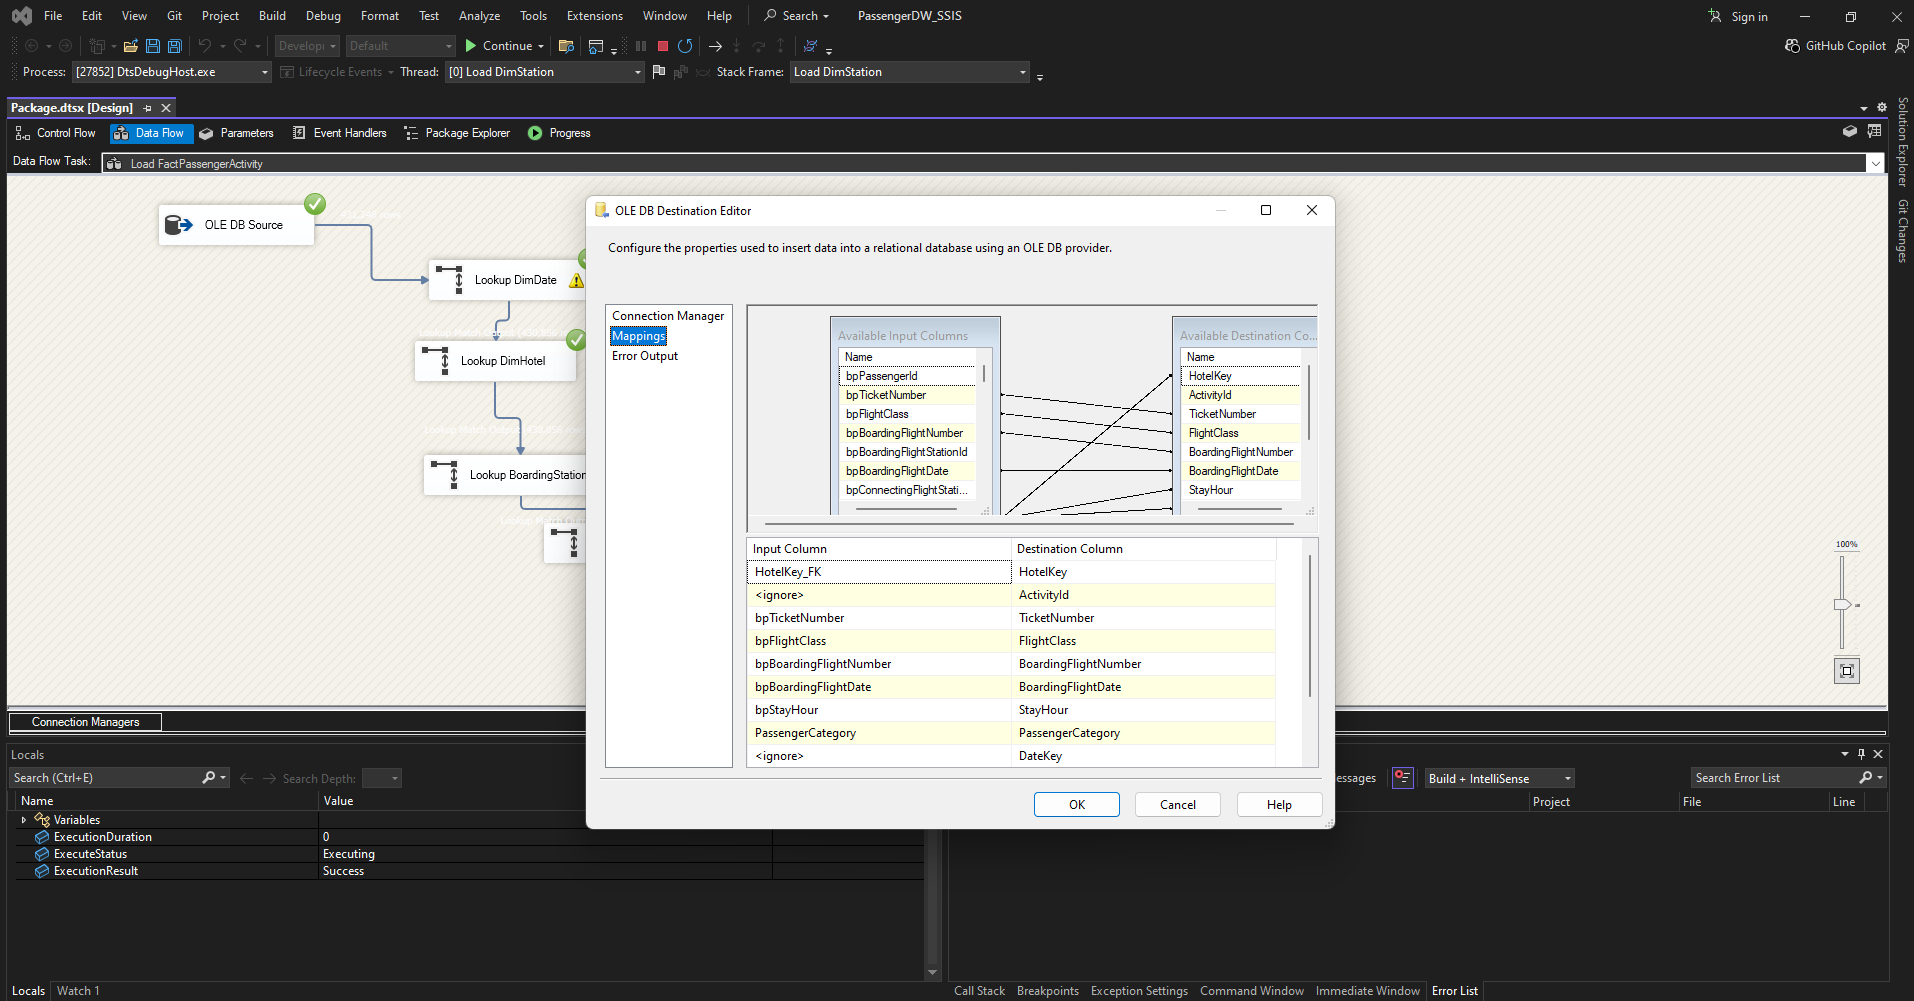 File Edit View Git Project Build Debug Format Test Analyze Tools Extensions Window Help Search PassengerDW_SSIS Sign in
Develop Default Continue GitHub Copilot
Process: [27852] DtsDebugHost.exe Lifecycle Events Thread: [0] Load DimStation Stack Frame: Load DimStation
Package.dtsx [Design]
Control Flow Data Flow Parameters Event Handlers Package Explorer Progress
Data Flow Task: Load FactPassengerActivity
Solution Explorer
Git Changes
OLE DB Source
Lookup DimDate
Lookup DimHotel
Lookup BoardingStation
100%
OLE DB Destination Editor
Configure the properties used to insert data into a relational database using an OLE DB provider.
Connection Manager
Mappings
Error Output
Available Input Columns
Name
bpPassengerId
bpTicketNumber
bpFlightClass
bpBoardingFlightNumber
bpBoardingFlightStationId
bpBoardingFlightDate
bpConnectingFlightStati...
Available Destination Co...
Name
HotelKey
ActivityId
TicketNumber
FlightClass
BoardingFlightNumber
BoardingFlightDate
StayHour
Input Column Destination Column
HotelKey_FK HotelKey
<ignore> ActivityId
bpTicketNumber TicketNumber
bpFlightClass FlightClass
bpBoardingFlightNumber BoardingFlightNumber
bpBoardingFlightDate BoardingFlightDate
bpStayHour StayHour
PassengerCategory PassengerCategory
<ignore> DateKey
OK Cancel Help
Connection Managers
Locals
Search (Ctrl+E) Search Depth:
Name Value
Variables
ExecutionDuration 0
ExecuteStatus Executing
ExecutionResult Success
Locals Watch 1
essages Build + IntelliSense Search Error List
Project File Line
Call Stack Breakpoints Exception Settings Command Window Immediate Window Error List